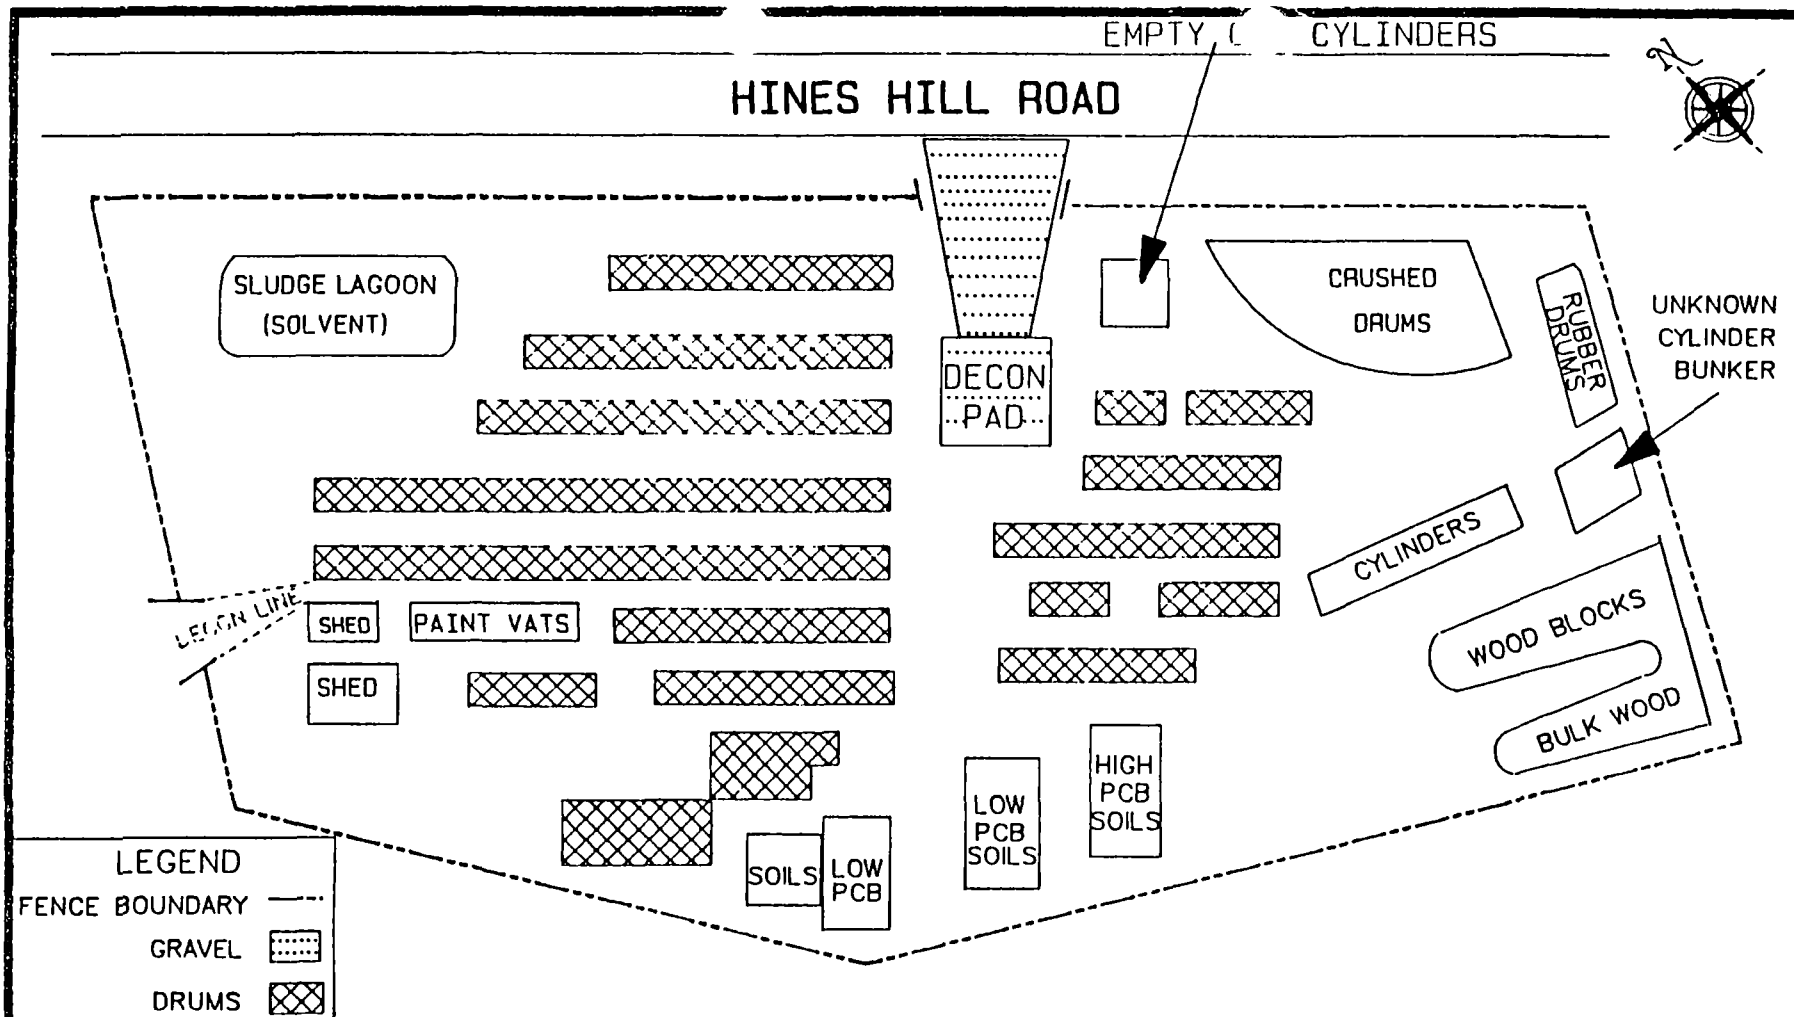 EMPTY CYLINDERS
N
HINES HILL ROAD
SLUDGE LAGOON
(SOLVENT)
CRUSHED
DRUMS
RUBBER
DRUMS
UNKNOWN
CYLINDER
BUNKER
DECON
PAD
CYLINDERS
LINE
SHED
PAINT VATS
WOOD BLOCKS
SHED
BULK WOOD
HIGH
PCB
SOILS
LOW
PCB
SOILS
SOILS
LOW
PCB
LEGEND
FENCE BOUNDARY
GRAVEL
DRUMS